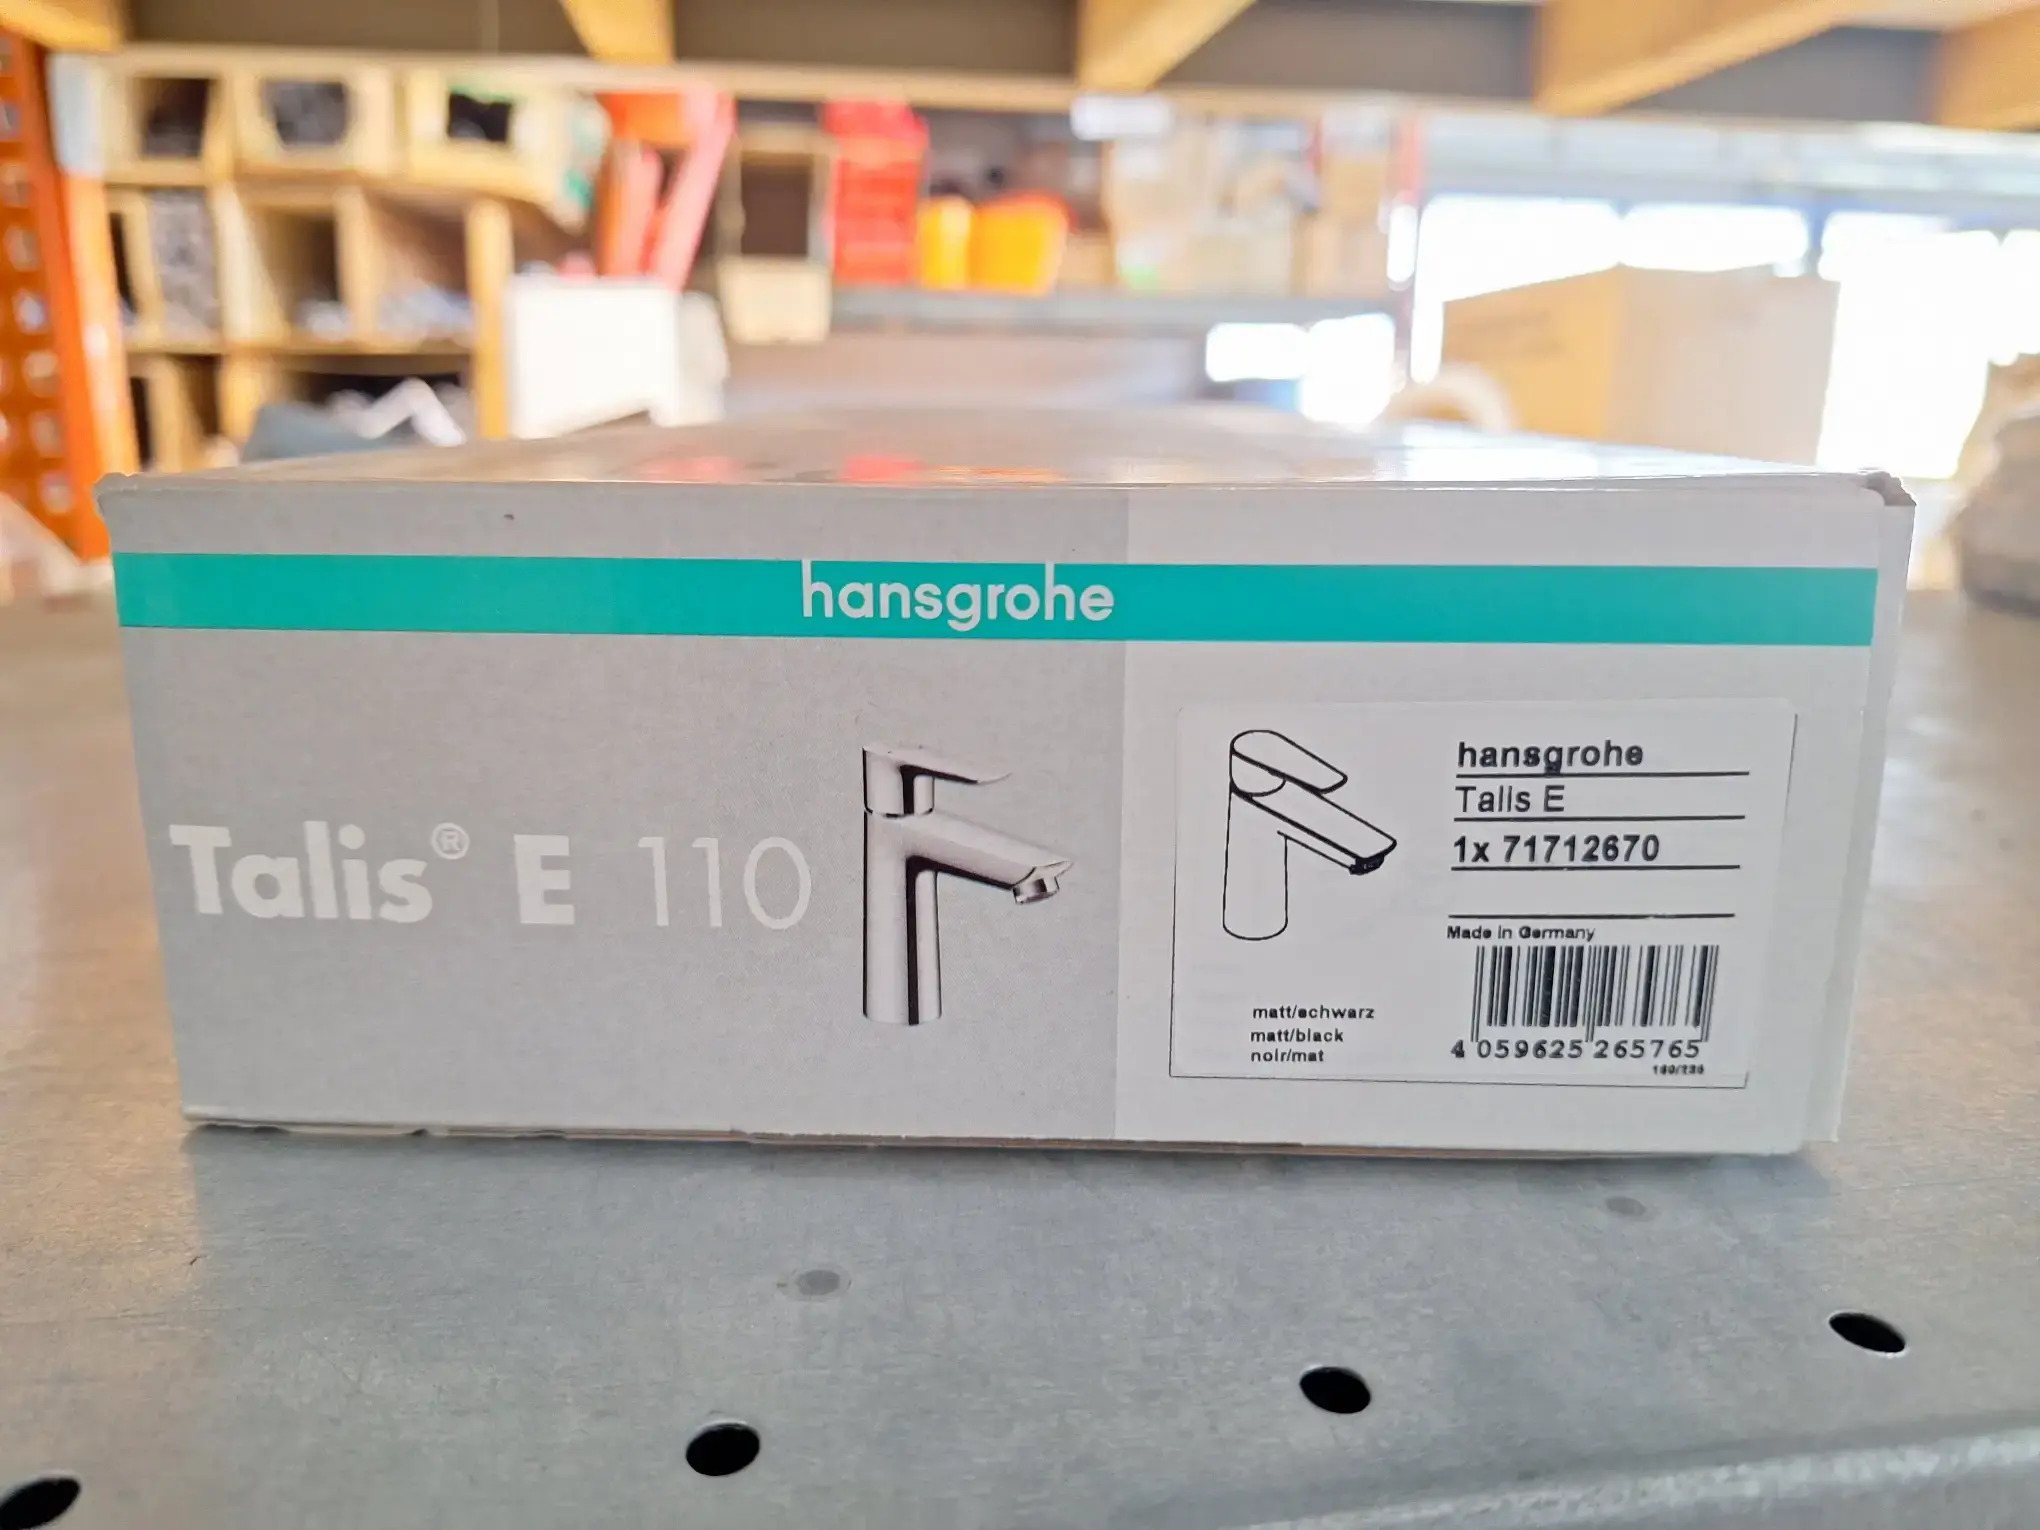 hansgrohe
Talis® E 110
hansgrohe
Talis E
1x 71712670
Made in Germany
matt/schwarz
matt/black
noir/mat
4 059625 265765